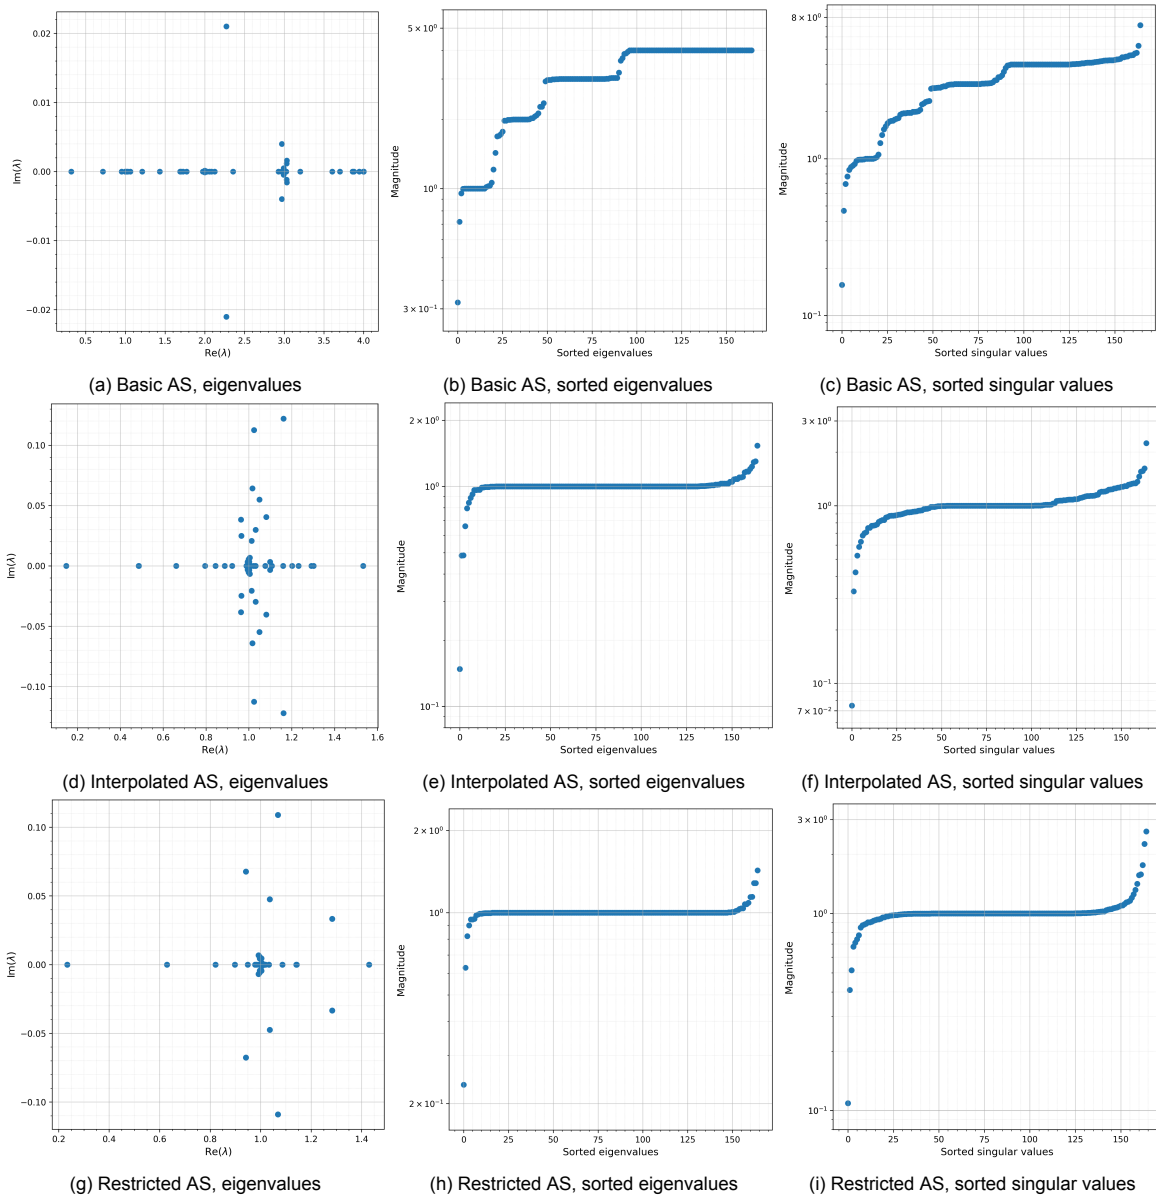 0.02
0.01
0.00
−0.01
−0.02
Im(λ)
0.5 1.0 1.5 2.0 2.5 3.0 3.5 4.0
Re(λ)
5 × 10⁰
10⁰
3 × 10⁻¹
Magnitude
0 25 50 75 100 125 150
Sorted eigenvalues
8 × 10⁰
10⁰
10⁻¹
Magnitude
0 25 50 75 100 125 150
Sorted singular values
(a) Basic AS, eigenvalues
(b) Basic AS, sorted eigenvalues
(c) Basic AS, sorted singular values
0.10
0.05
0.00
−0.05
−0.10
Im(λ)
0.2 0.4 0.6 0.8 1.0 1.2 1.4 1.6
Re(λ)
2 × 10⁰
10⁰
10⁻¹
Magnitude
0 25 50 75 100 125 150
Sorted eigenvalues
3 × 10⁰
10⁰
10⁻¹
7 × 10⁻²
Magnitude
0 25 50 75 100 125 150
Sorted singular values
(d) Interpolated AS, eigenvalues
(e) Interpolated AS, sorted eigenvalues
(f) Interpolated AS, sorted singular values
0.10
0.05
0.00
−0.05
−0.10
Im(λ)
0.2 0.4 0.6 0.8 1.0 1.2 1.4
Re(λ)
2 × 10⁰
10⁰
2 × 10⁻¹
Magnitude
0 25 50 75 100 125 150
Sorted eigenvalues
3 × 10⁰
10⁰
10⁻¹
Magnitude
0 25 50 75 100 125 150
Sorted singular values
(g) Restricted AS, eigenvalues
(h) Restricted AS, sorted eigenvalues
(i) Restricted AS, sorted singular values